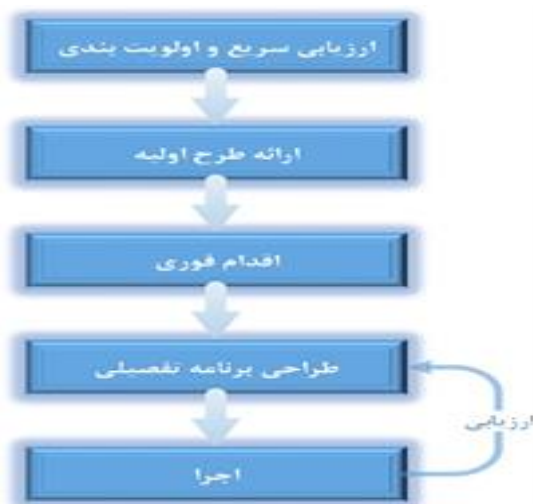 ارزیابی سریع و اولویت بندی
ارائه طرح اولیه
اقدام فوری
طراحی برنامه تفصیلی
ارزیابی
اجرا